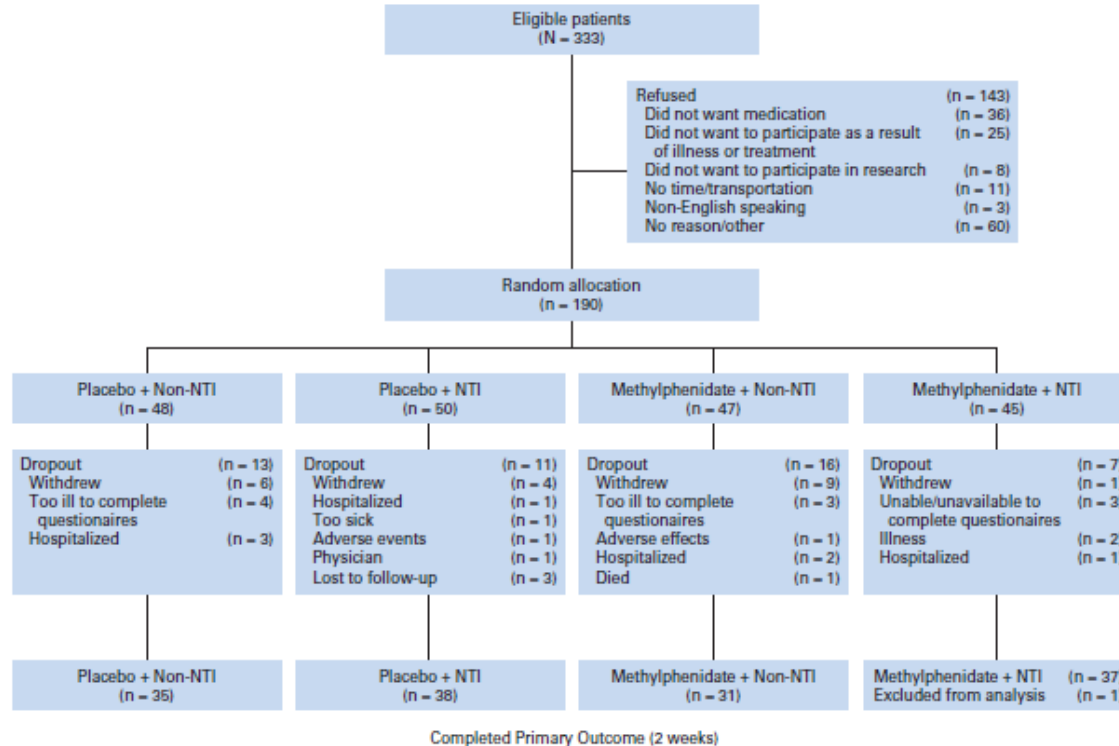 Eligible patients
(N = 333)
Refused (n = 143)
Did not want medication (n = 36)
Did not want to participate as a result (n = 25)
of illness or treatment
Did not want to participate in research (n = 8)
No time/transportation (n = 11)
Non-English speaking (n = 3)
No reason/other (n = 60)
Random allocation
(n = 190)
Placebo + Non-NTI
(n = 48)
Placebo + NTI
(n = 50)
Methylphenidate + Non-NTI
(n = 47)
Methylphenidate + NTI
(n = 45)
Dropout (n = 13)
Withdrew (n = 6)
Too ill to complete (n = 4)
questionaires
Hospitalized (n = 3)
Dropout (n = 11)
Withdrew (n = 4)
Hospitalized (n = 1)
Too sick (n = 1)
Adverse events (n = 1)
Physician (n = 1)
Lost to follow-up (n = 3)
Dropout (n = 16)
Withdrew (n = 9)
Too ill to complete (n = 3)
questionaires
Adverse effects (n = 1)
Hospitalized (n = 2)
Died (n = 1)
Dropout (n = 7
Withdrew (n = 1
Unable/unavailable to (n = 3
complete questionaires
Illness (n = 2
Hospitalized (n = 1
Placebo + Non-NTI
(n = 35)
Placebo + NTI
(n = 38)
Methylphenidate + Non-NTI
(n = 31)
Methylphenidate + NTI (n = 37
Excluded from analysis (n = 1
Completed Primary Outcome (2 weeks)